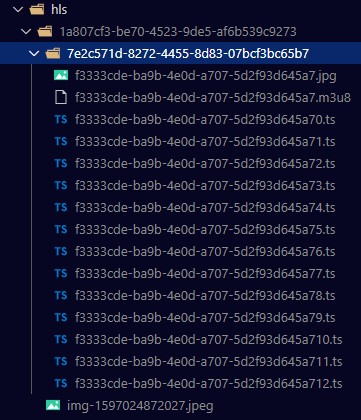 hls
1a807cf3-be70-4523-9de5-af6b539c9273
7e2c571d-8272-4455-8d83-07bcf3bc65b7
f3333cde-ba9b-4e0d-a707-5d2f93d645a7.jpg
f3333cde-ba9b-4e0d-a707-5d2f93d645a7.m3u8
TS f3333cde-ba9b-4e0d-a707-5d2f93d645a70.ts
TS f3333cde-ba9b-4e0d-a707-5d2f93d645a71.ts
TS f3333cde-ba9b-4e0d-a707-5d2f93d645a72.ts
TS f3333cde-ba9b-4e0d-a707-5d2f93d645a73.ts
TS f3333cde-ba9b-4e0d-a707-5d2f93d645a74.ts
TS f3333cde-ba9b-4e0d-a707-5d2f93d645a75.ts
TS f3333cde-ba9b-4e0d-a707-5d2f93d645a76.ts
TS f3333cde-ba9b-4e0d-a707-5d2f93d645a77.ts
TS f3333cde-ba9b-4e0d-a707-5d2f93d645a78.ts
TS f3333cde-ba9b-4e0d-a707-5d2f93d645a79.ts
TS f3333cde-ba9b-4e0d-a707-5d2f93d645a710.ts
TS f3333cde-ba9b-4e0d-a707-5d2f93d645a711.ts
TS f3333cde-ba9b-4e0d-a707-5d2f93d645a712.ts
img-1597024872027.jpeg